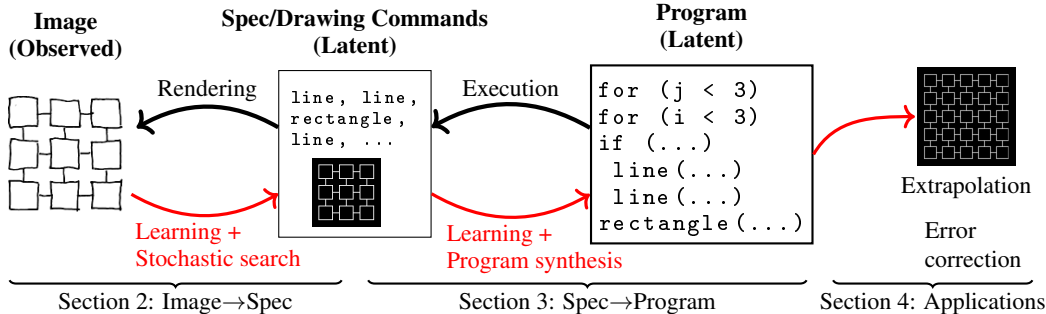 Image
(Observed)
Spec/Drawing Commands
(Latent)
Program
(Latent)
Rendering
line, line,
rectangle,
line, ...
Execution
for (j < 3)
for (i < 3)
if (...)
line(...)
line(...)
rectangle(...)
Extrapolation
Learning +
Stochastic search
Learning +
Program synthesis
Error
correction
Section 2: Image→Spec
Section 3: Spec→Program
Section 4: Applications